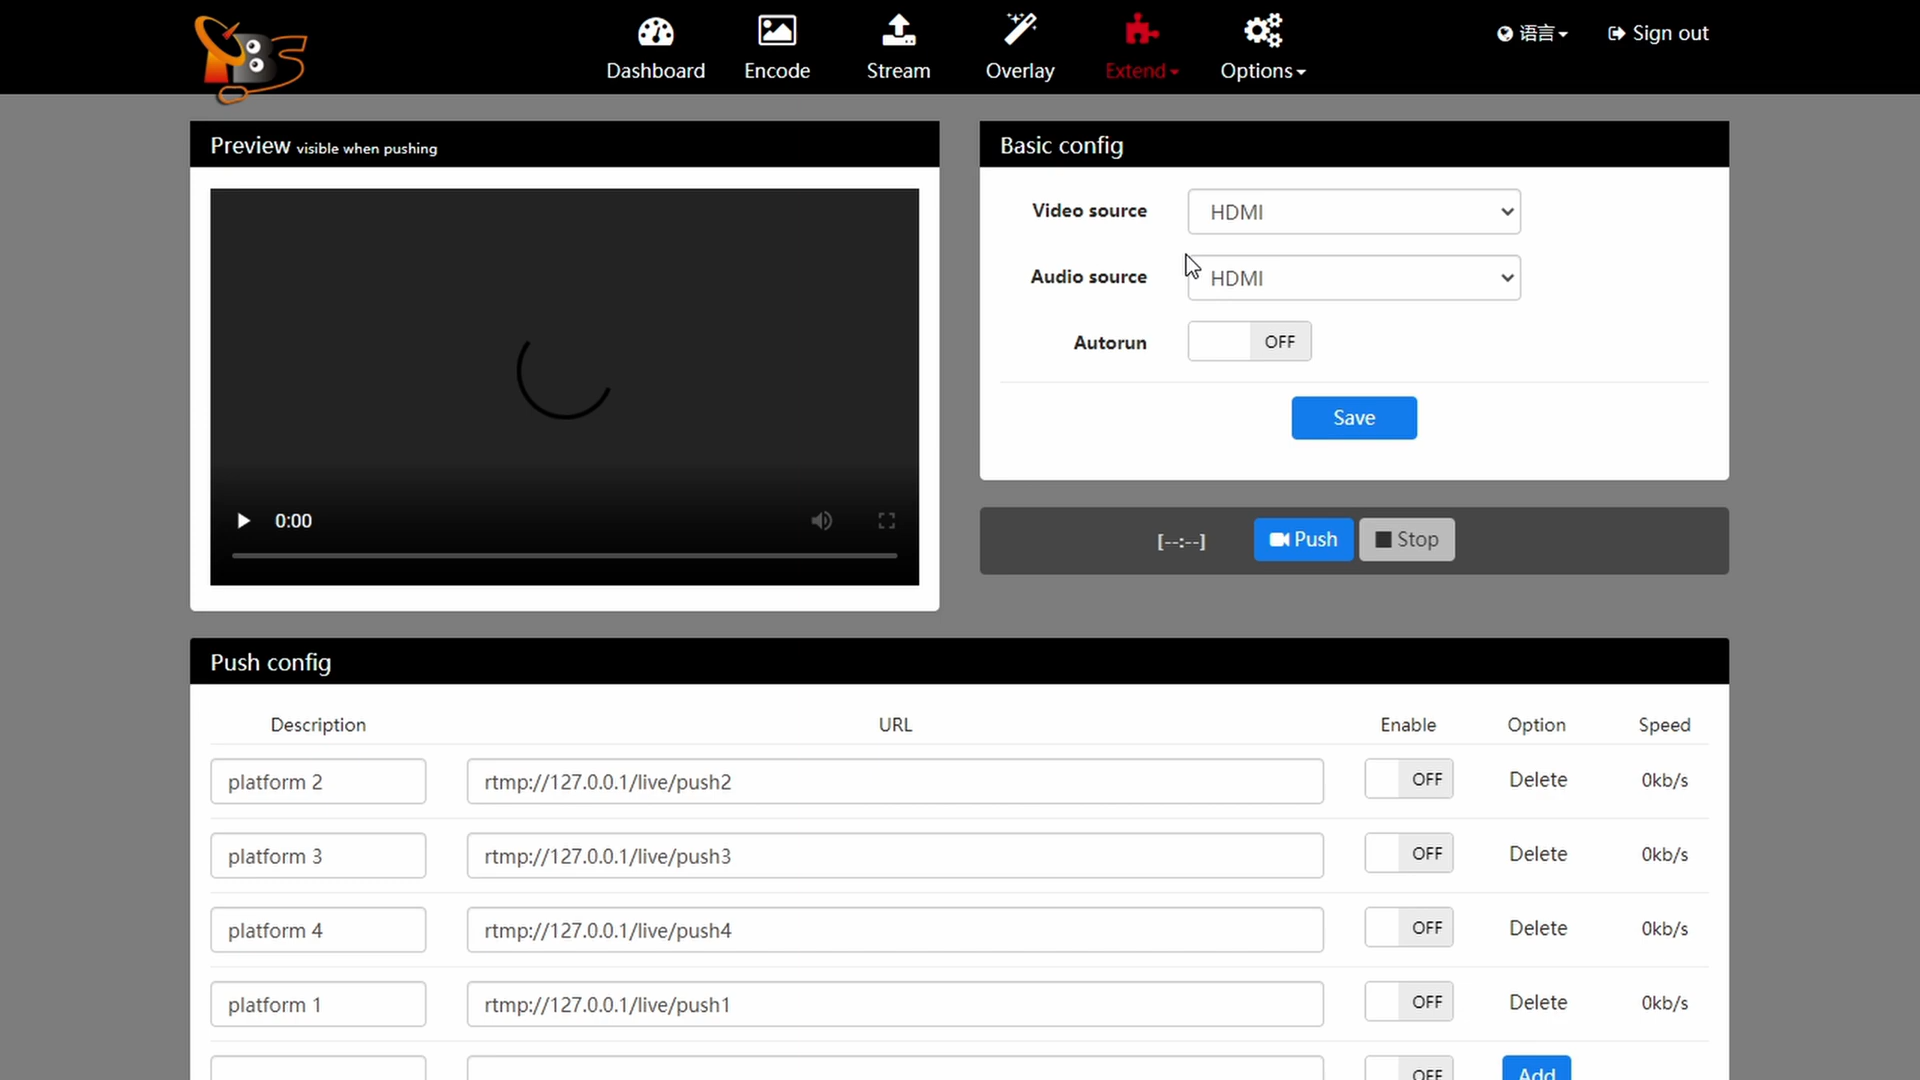 Dashboard
Encode
Stream
Overlay
Extend
Options
语言
Sign out
Preview visible when pushing
0:00
Basic config
Video source
HDMI
Audio source
HDMI
Autorun
OFF
Save
[--:--]
Push
Stop
Push config
Description URL Enable Option Speed
platform 2 rtmp://127.0.0.1/live/push2 OFF Delete 0kb/s
platform 3 rtmp://127.0.0.1/live/push3 OFF Delete 0kb/s
platform 4 rtmp://127.0.0.1/live/push4 OFF Delete 0kb/s
platform 1 rtmp://127.0.0.1/live/push1 OFF Delete 0kb/s
OFF Add